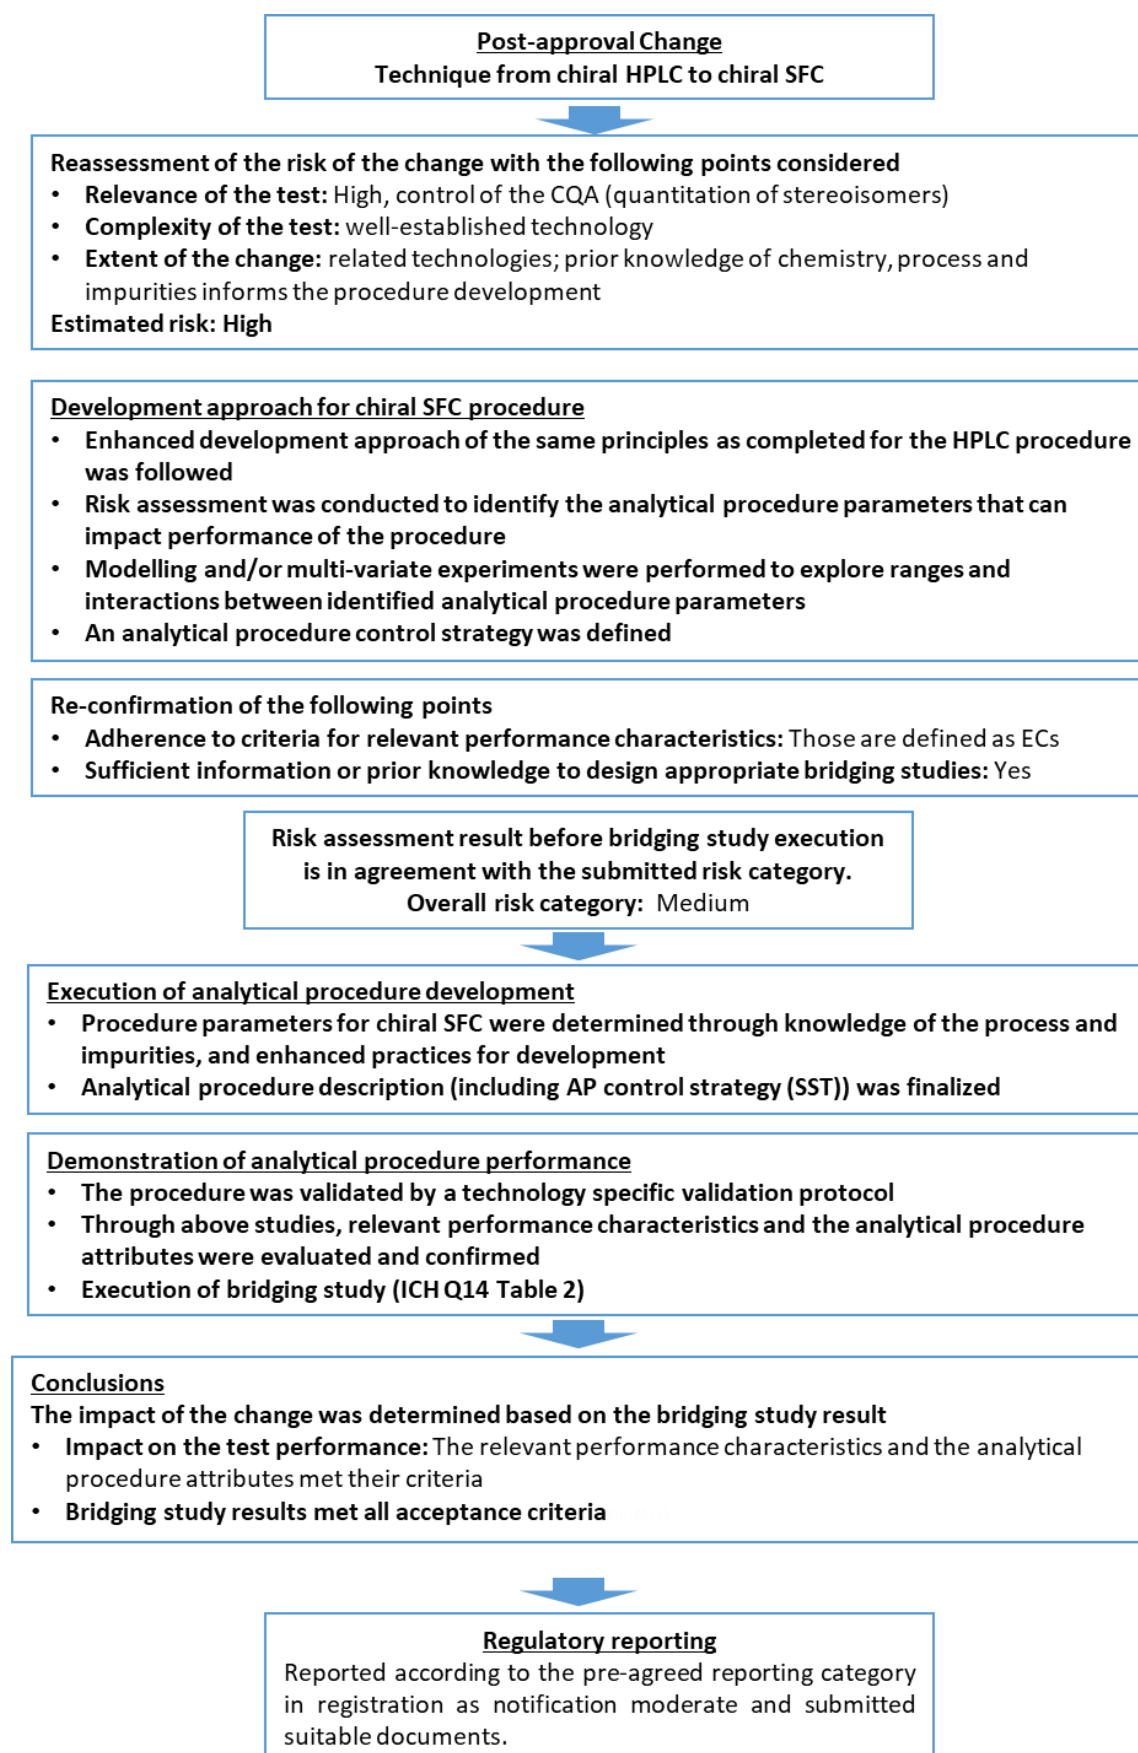 Post-approval Change
Technique from chiral HPLC to chiral SFC
Reassessment of the risk of the change with the following points considered
• Relevance of the test: High, control of the CQA (quantitation of stereoisomers)
• Complexity of the test: well-established technology
• Extent of the change: related technologies; prior knowledge of chemistry, process and
impurities informs the procedure development
Estimated risk: High
Development approach for chiral SFC procedure
• Enhanced development approach of the same principles as completed for the HPLC procedure
was followed
• Risk assessment was conducted to identify the analytical procedure parameters that can
impact performance of the procedure
• Modelling and/or multi-variate experiments were performed to explore ranges and
interactions between identified analytical procedure parameters
• An analytical procedure control strategy was defined
Re-confirmation of the following points
• Adherence to criteria for relevant performance characteristics: Those are defined as ECs
• Sufficient information or prior knowledge to design appropriate bridging studies: Yes
Risk assessment result before bridging study execution
is in agreement with the submitted risk category.
Overall risk category: Medium
Execution of analytical procedure development
• Procedure parameters for chiral SFC were determined through knowledge of the process and
impurities, and enhanced practices for development
• Analytical procedure description (including AP control strategy (SST)) was finalized
Demonstration of analytical procedure performance
• The procedure was validated by a technology specific validation protocol
• Through above studies, relevant performance characteristics and the analytical procedure
attributes were evaluated and confirmed
• Execution of bridging study (ICH Q14 Table 2)
Conclusions
The impact of the change was determined based on the bridging study result
• Impact on the test performance: The relevant performance characteristics and the analytical
procedure attributes met their criteria
• Bridging study results met all acceptance criteria
Regulatory reporting
Reported according to the pre-agreed reporting category
in registration as notification moderate and submitted
suitable documents.